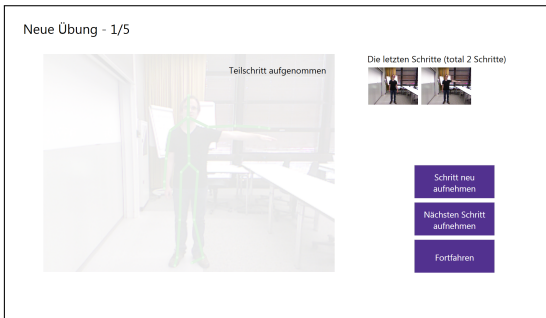 Neue Übung - 1/5
Teilschritt aufgenommen
Die letzten Schritte (total 2 Schritte)
Schritt neu
aufnehmen
Nächsten Schritt
aufnehmen
Fortfahren